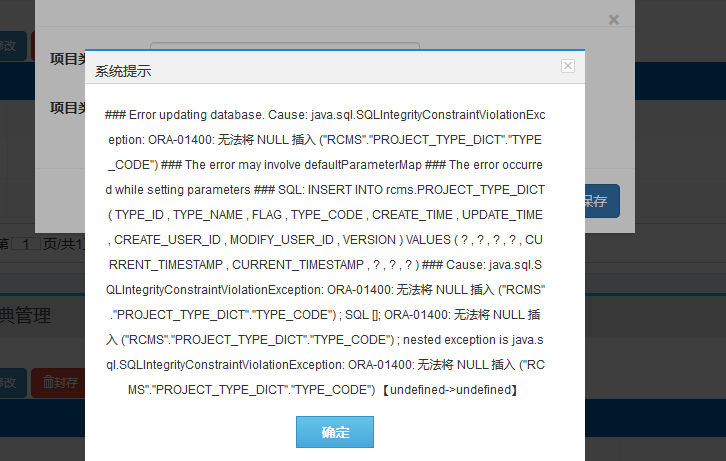 ×
修改
项目类
系统提示
项目类
### Error updating database. Cause: java.sql.SQLIntegrityConstraintViolationExc
eption: ORA-01400: 无法将 NULL 插入 ("RCMS"."PROJECT_TYPE_DICT"."TYPE
_CODE") ### The error may involve defaultParameterMap ### The error occurre
d while setting parameters ### SQL: INSERT INTO rcms.PROJECT_TYPE_DICT
( TYPE_ID , TYPE_NAME , FLAG , TYPE_CODE , CREATE_TIME , UPDATE_TIME
, CREATE_USER_ID , MODIFY_USER_ID , VERSION ) VALUES ( ? , ? , ? , ? , CU
RRENT_TIMESTAMP , CURRENT_TIMESTAMP , ? , ? , ? ) ### Cause: java.sql.S
QLIntegrityConstraintViolationException: ORA-01400: 无法将 NULL 插入 ("RCMS"
."PROJECT_TYPE_DICT"."TYPE_CODE") ; SQL []; ORA-01400: 无法将 NULL 插
入 ("RCMS"."PROJECT_TYPE_DICT"."TYPE_CODE") ; nested exception is java.s
ql.SQLIntegrityConstraintViolationException: ORA-01400: 无法将 NULL 插入 ("RC
MS"."PROJECT_TYPE_DICT"."TYPE_CODE") 【undefined->undefined】
确定
保存
第 1 页/共1
典管理
修改
封存